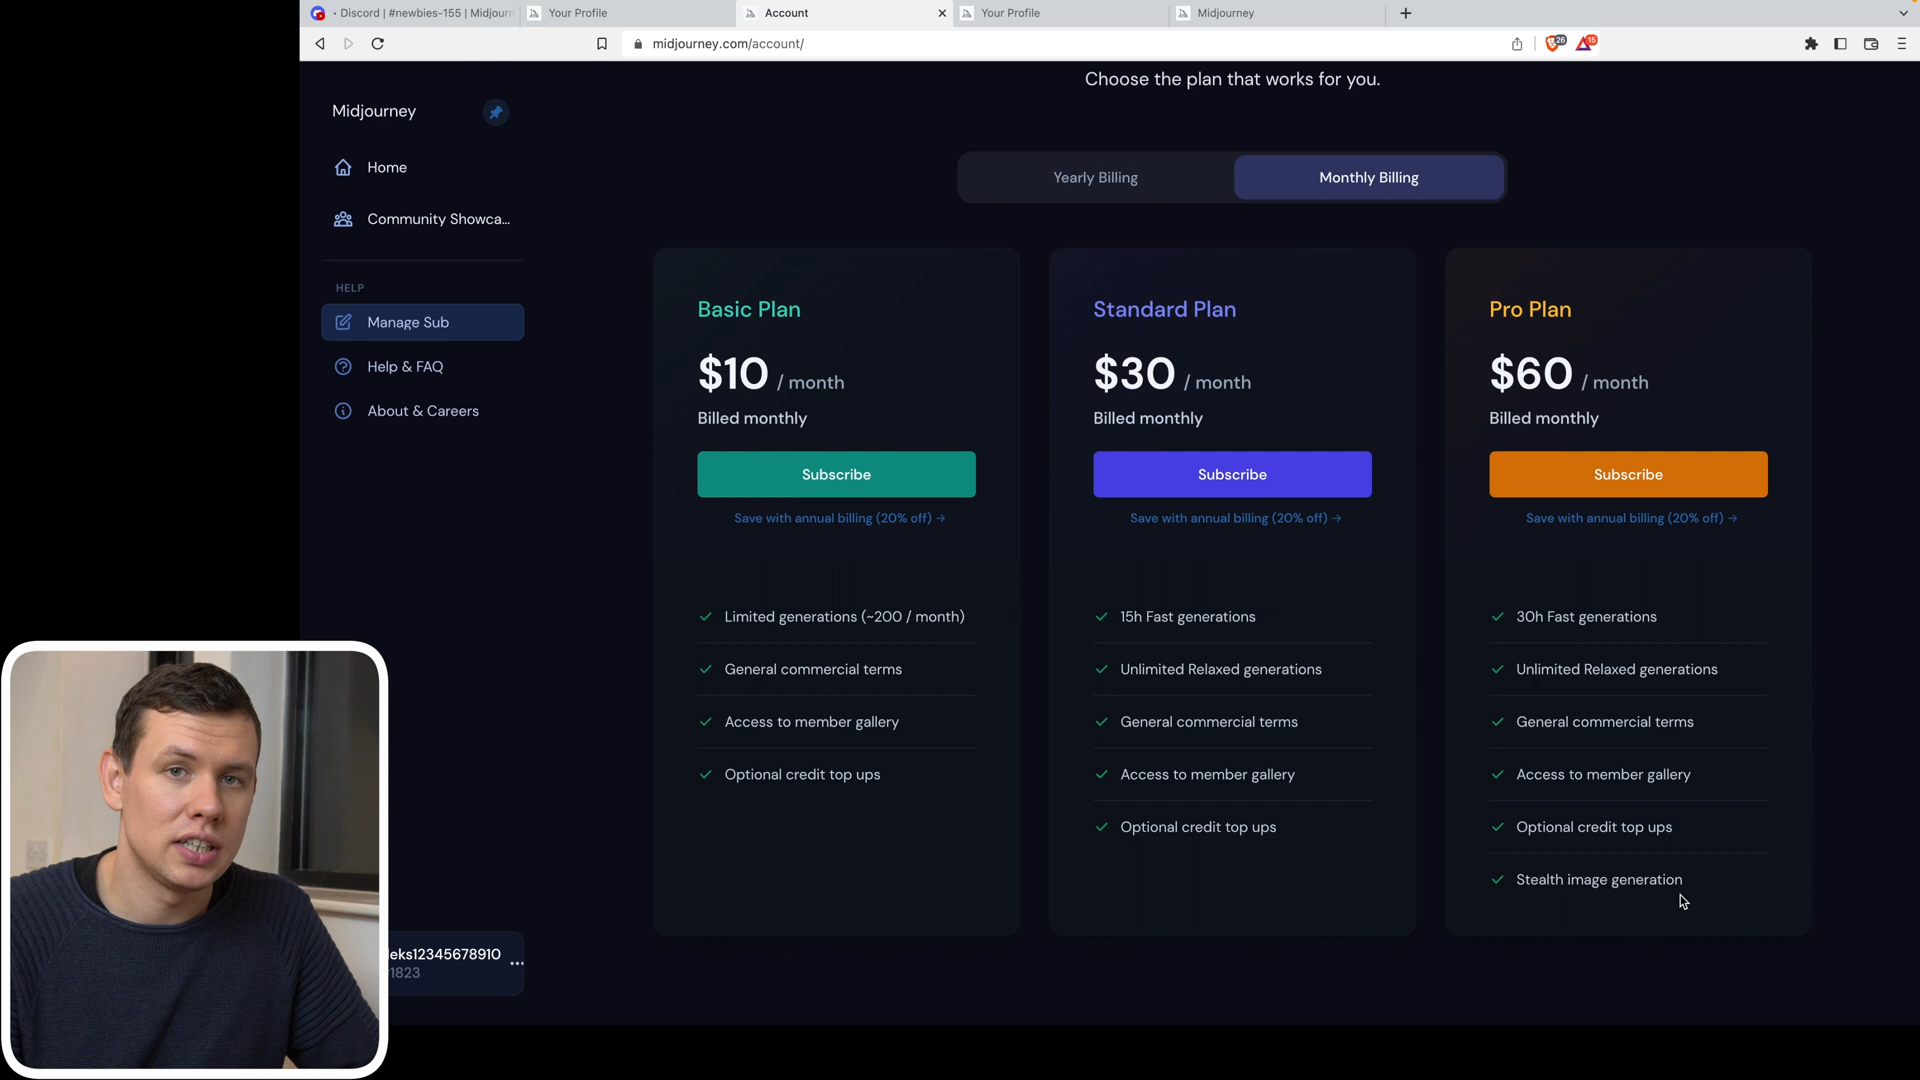 • Discord | #newbies-155 | Midjourn
Your Profile
Account
Your Profile
Midjourney
midjourney.com/account/
26
15
Choose the plan that works for you.
Midjourney
Home
Community Showca...
HELP
Manage Sub
Help & FAQ
About & Careers
Yearly Billing
Monthly Billing
Basic Plan
$10 / month
Billed monthly
Subscribe
Save with annual billing (20% off) →
Limited generations (~200 / month)
General commercial terms
Access to member gallery
Optional credit top ups
Standard Plan
$30 / month
Billed monthly
Subscribe
Save with annual billing (20% off) →
15h Fast generations
Unlimited Relaxed generations
General commercial terms
Access to member gallery
Optional credit top ups
Pro Plan
$60 / month
Billed monthly
Subscribe
Save with annual billing (20% off) →
30h Fast generations
Unlimited Relaxed generations
General commercial terms
Access to member gallery
Optional credit top ups
Stealth image generation
eks12345678910
1823